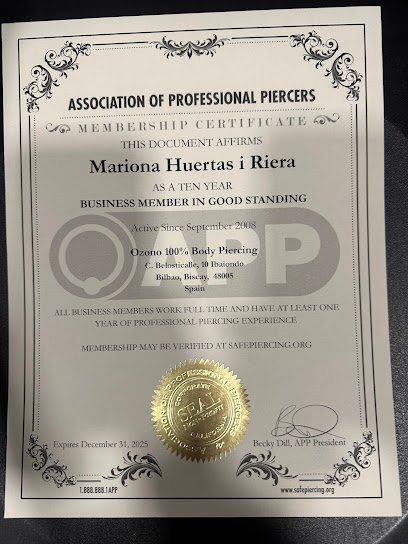 ASSOCIATION OF PROFESSIONAL PIERCERS
MEMBERSHIP CERTIFICATE
THIS DOCUMENT AFFIRMS
Mariona Huertas i Riera
AS A TEN YEAR
BUSINESS MEMBER IN GOOD STANDING
Active Since September 2008
APP
Ozono 100% Body Piercing
C. Belosticalle, 10 Ibaiondo
Bilbao, Biscay, 48005
Spain
ALL BUSINESS MEMBERS WORK FULL TIME AND HAVE AT LEAST ONE
YEAR OF PROFESSIONAL PIERCING EXPERIENCE
MEMBERSHIP MAY BE VERIFIED AT SAFEPIERCING.ORG
CORPORATE
SEAL
Expires December 31, 2025
Becky Dill, APP President
1.888.888.1APP
www.safepiercing.org